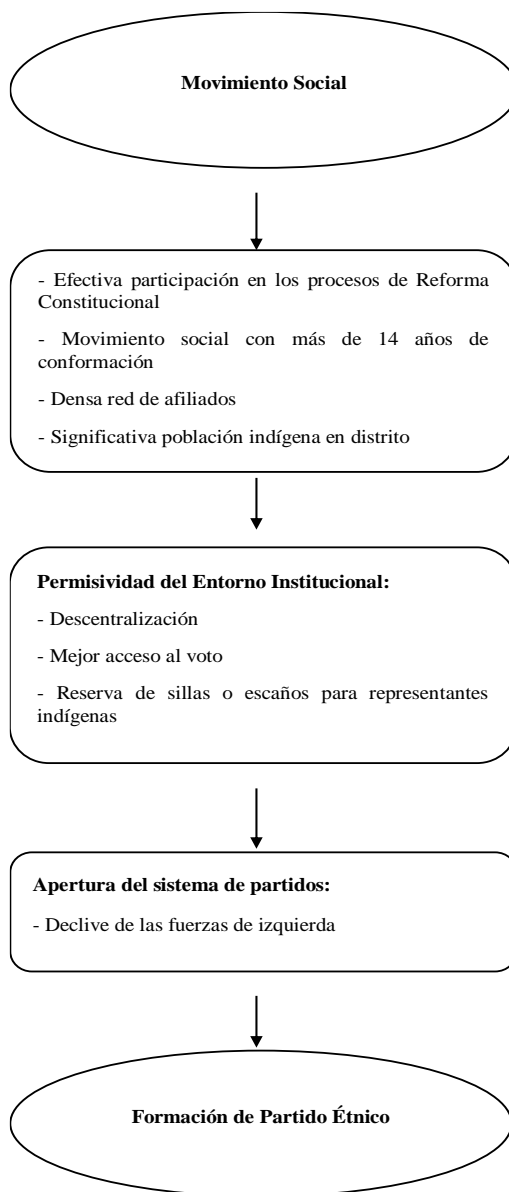 Movimiento Social
- Efectiva participación en los procesos de Reforma
Constitucional
- Movimiento social con más de 14 años de
conformación
- Densa red de afiliados
- Significativa población indígena en distrito
Permisividad del Entorno Institucional:
- Descentralización
- Mejor acceso al voto
- Reserva de sillas o escaños para representantes
indígenas
Apertura del sistema de partidos:
- Declive de las fuerzas de izquierda
Formación de Partido Étnico